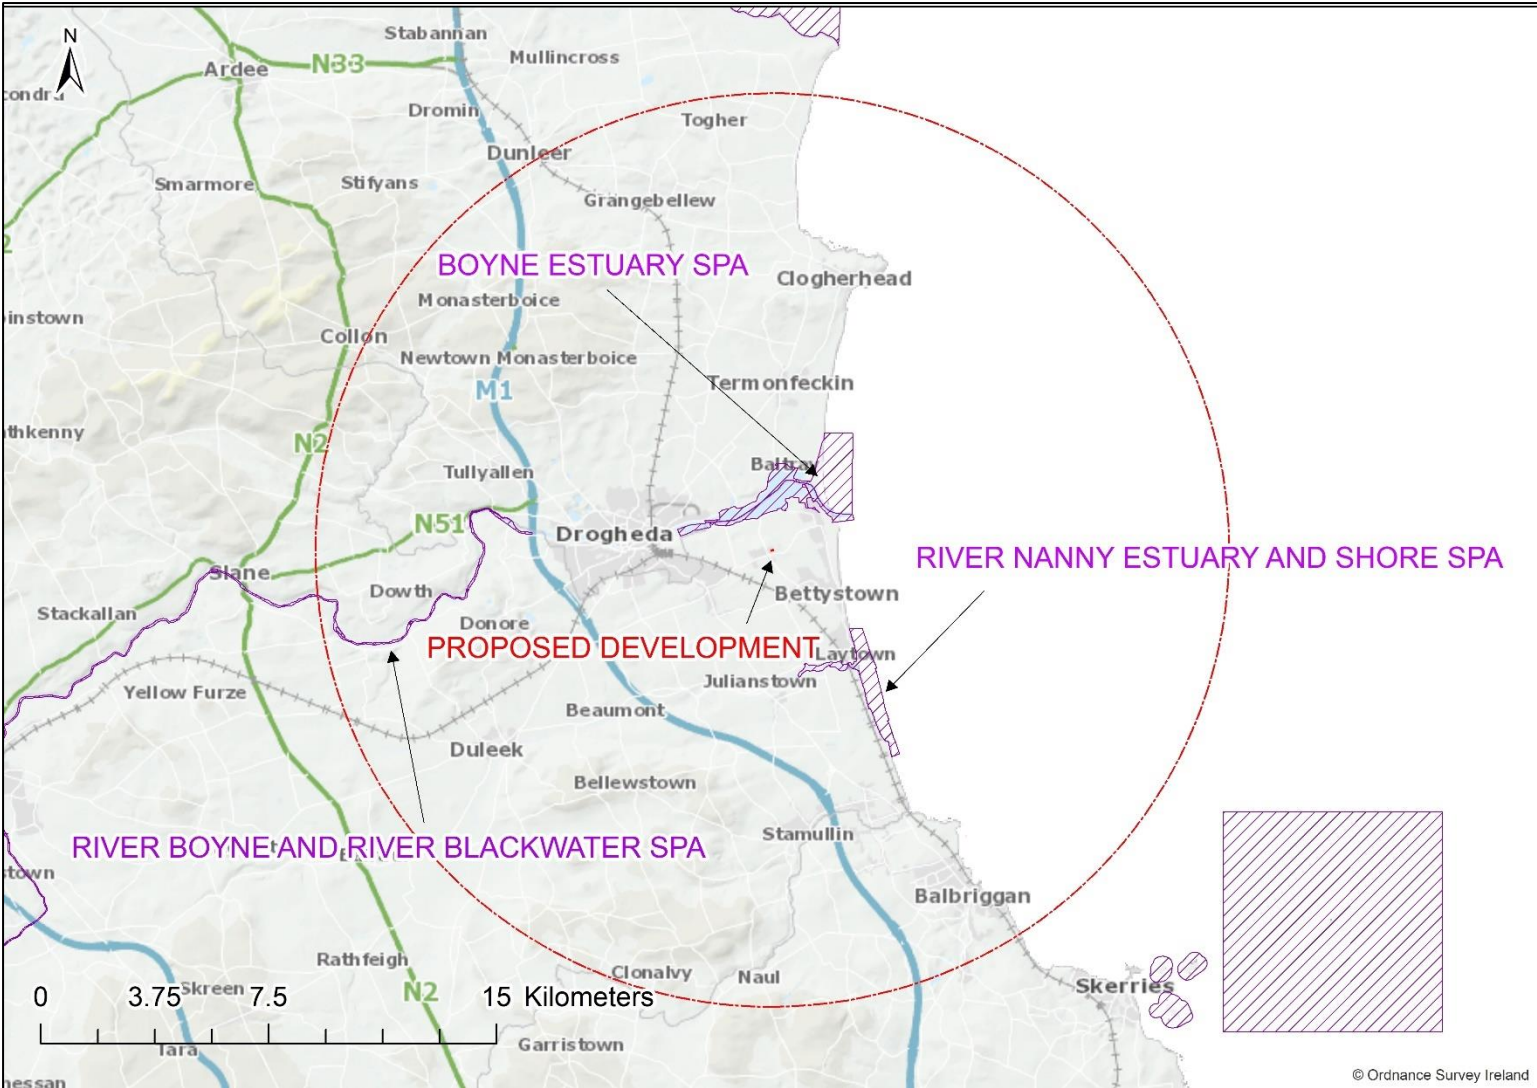 N
Stabannan
Mullincross
Ardee
N33
condra
Dromin
Togher
Dunleer
Smarmore
Stifyans
Grangebellew
2
BOYNE ESTUARY SPA
Clogherhead
Monasterboice
instown
Collon
Newtown Monasterboice
M1
Termonfeckin
thkenny
N2
Baltray
Tullyallen
N51
Drogheda
RIVER NANNY ESTUARY AND SHORE SPA
Slane
Dowth
Bettystown
Stackallan
Donore
PROPOSED DEVELOPMENT
Laytown
Julianstown
Yellow Furze
Beaumont
Duleek
Bellewstown
Stamullin
RIVER BOYNE AND RIVER BLACKWATER SPA
stown
Balbriggan
Rathfeigh
Clonalvy
Naul
Skerries
Skreen
N2
0 3.75 7.5 15 Kilometers
Tara
Garristown
nessan
© Ordnance Survey Ireland